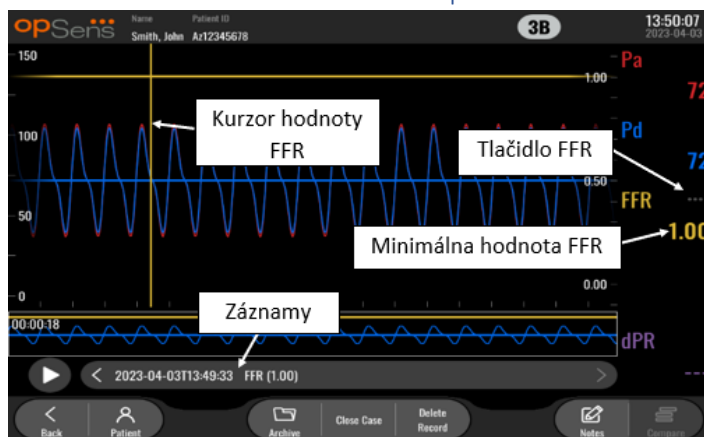 opSens
Name
Smith, John
Patient ID
Az12345678
3B
13:50:07
2023-04-03
150
1.00
Pa
72
Kurzor hodnoty
FFR
100
Pd
Tlačidlo FFR
72
0.50
FFR
---
50
Minimálna hodnota FFR
1.00
0.00
0
Záznamy
00:00:18
dPR
2023-04-03T13:49:33 FFR (1.00)
---
Back
Patient
Archive
Close Case
Delete
Record
Notes
Compare